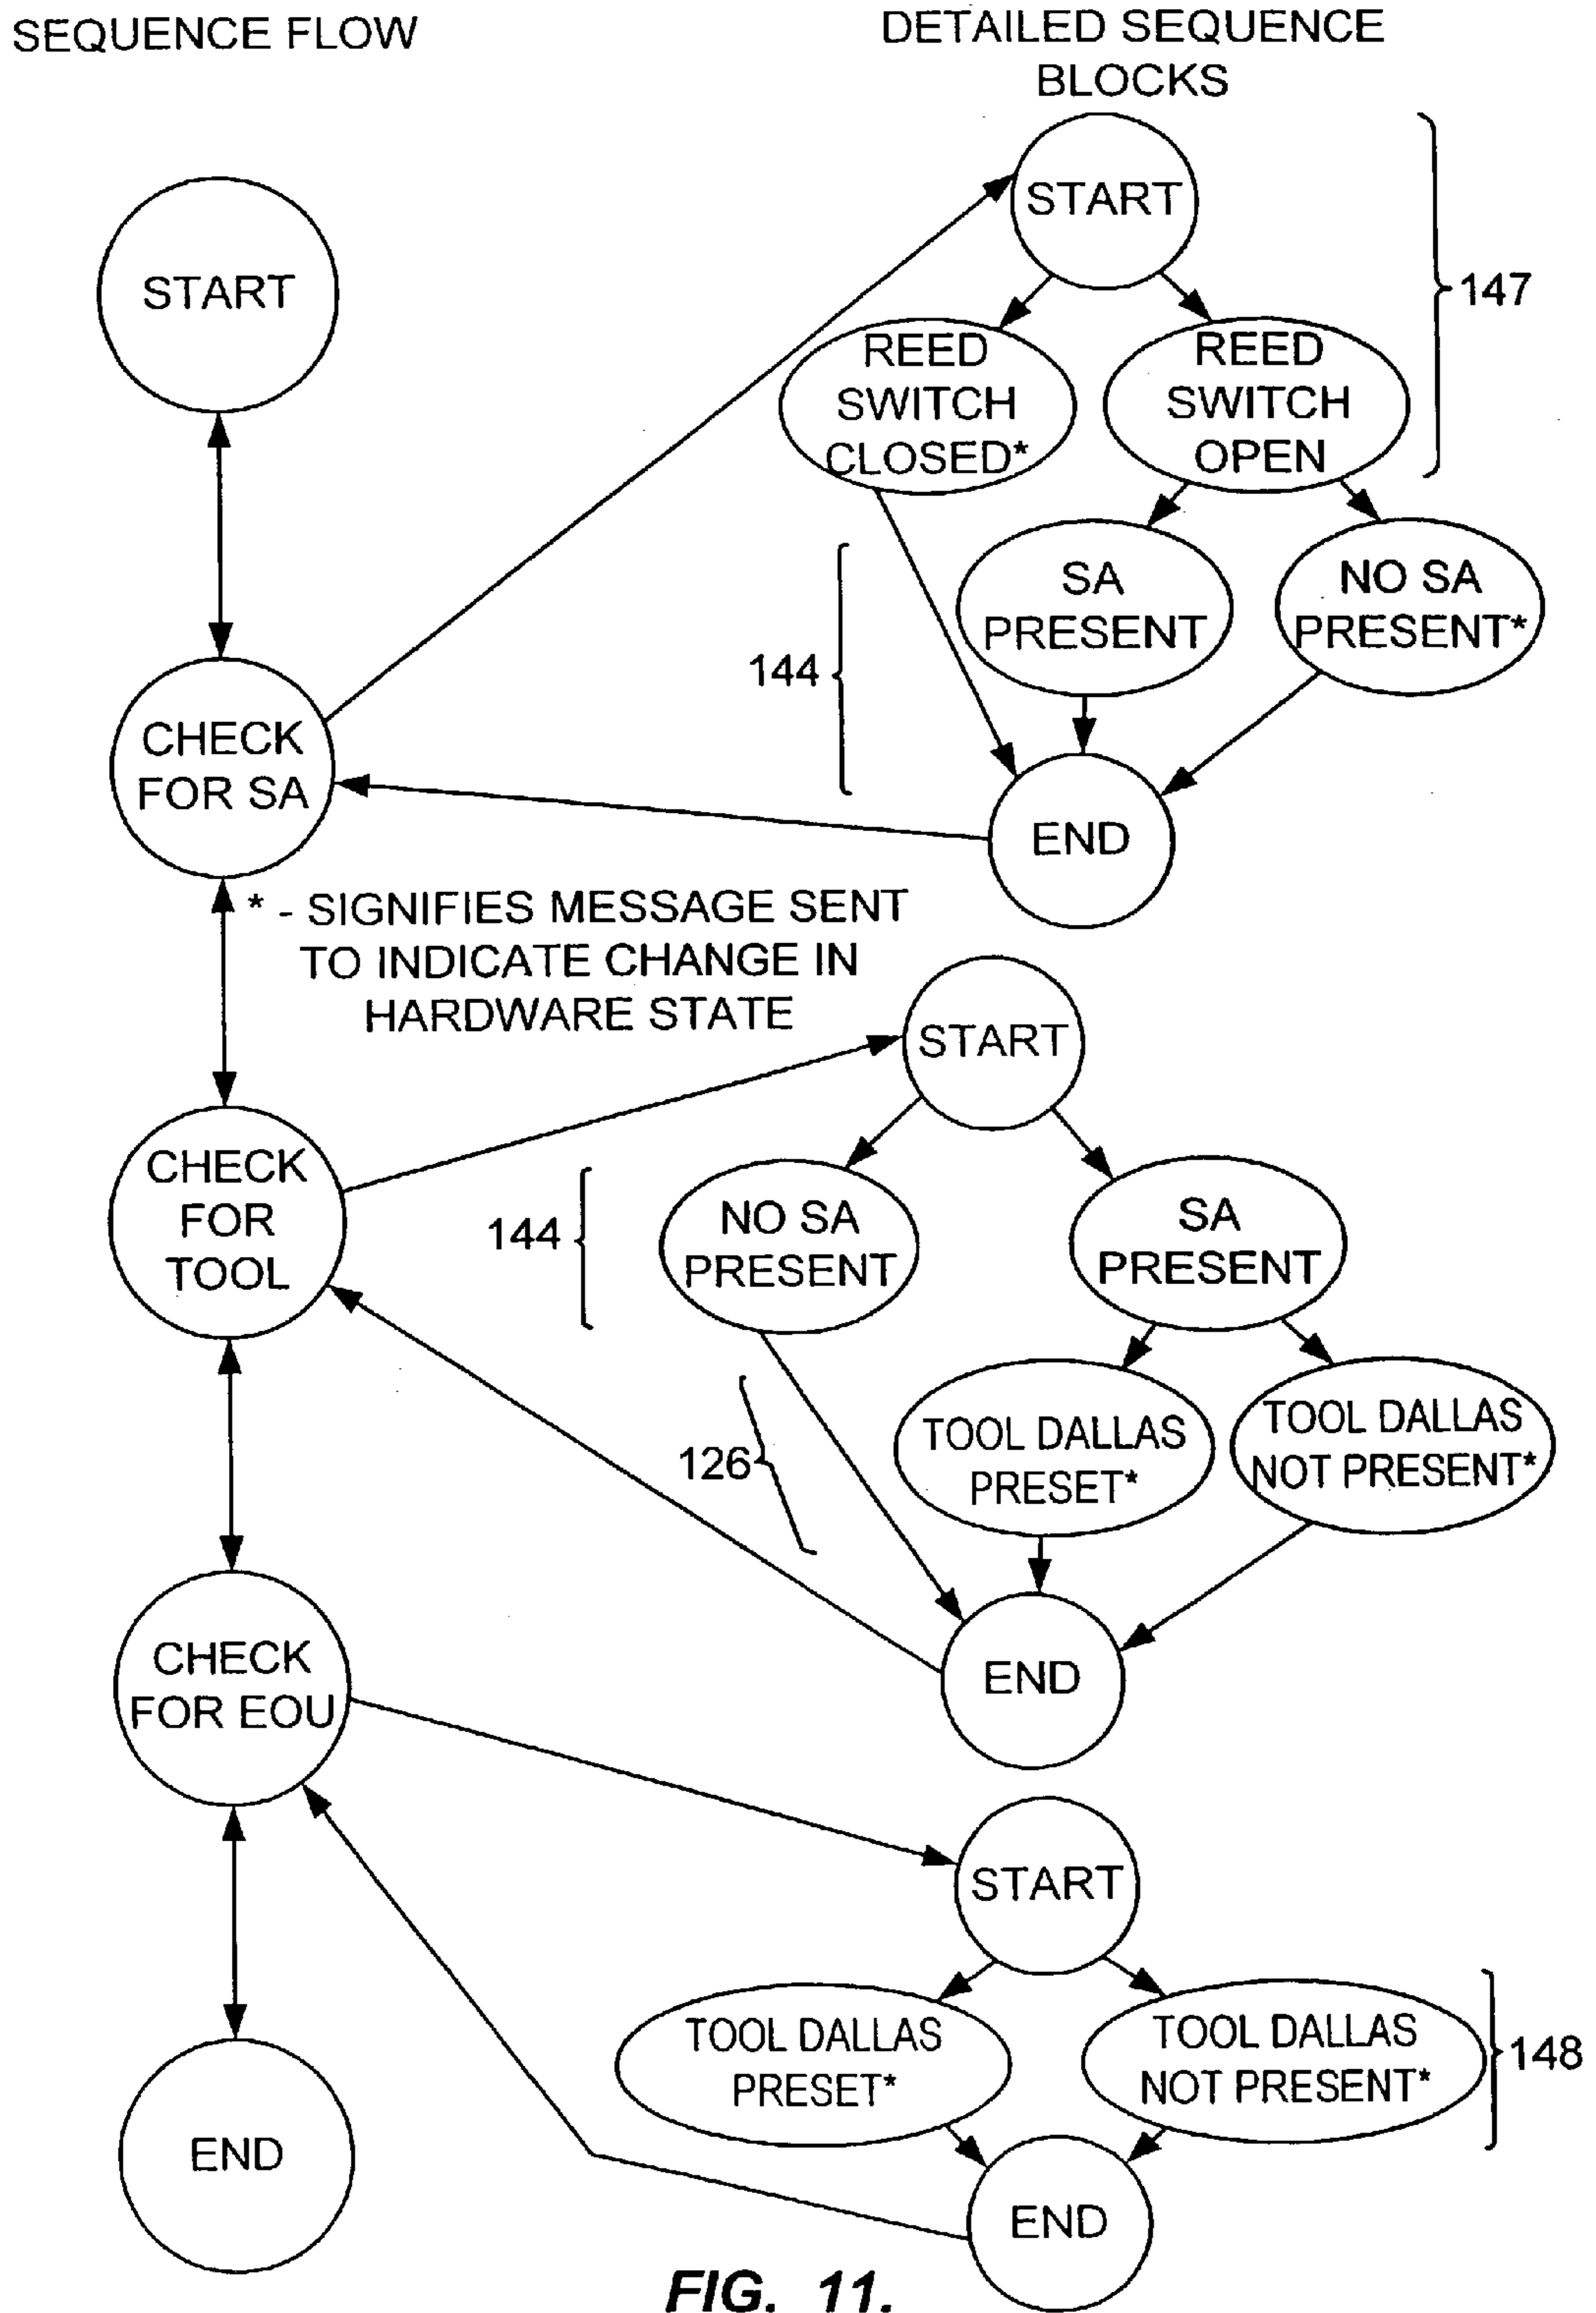 SEQUENCE FLOW
DETAILED SEQUENCE
BLOCKS
START
START
147
REED
SWITCH
CLOSED*
REED
SWITCH
OPEN
SA
PRESENT
NO SA
PRESENT*
144
CHECK
FOR SA
END
* - SIGNIFIES MESSAGE SENT
TO INDICATE CHANGE IN
HARDWARE STATE
START
CHECK
FOR
TOOL
144
NO SA
PRESENT
SA
PRESENT
126
TOOL DALLAS
PRESET*
TOOL DALLAS
NOT PRESENT*
END
CHECK
FOR EOU
START
TOOL DALLAS
PRESET*
TOOL DALLAS
NOT PRESENT*
148
END
END
FIG. 11.